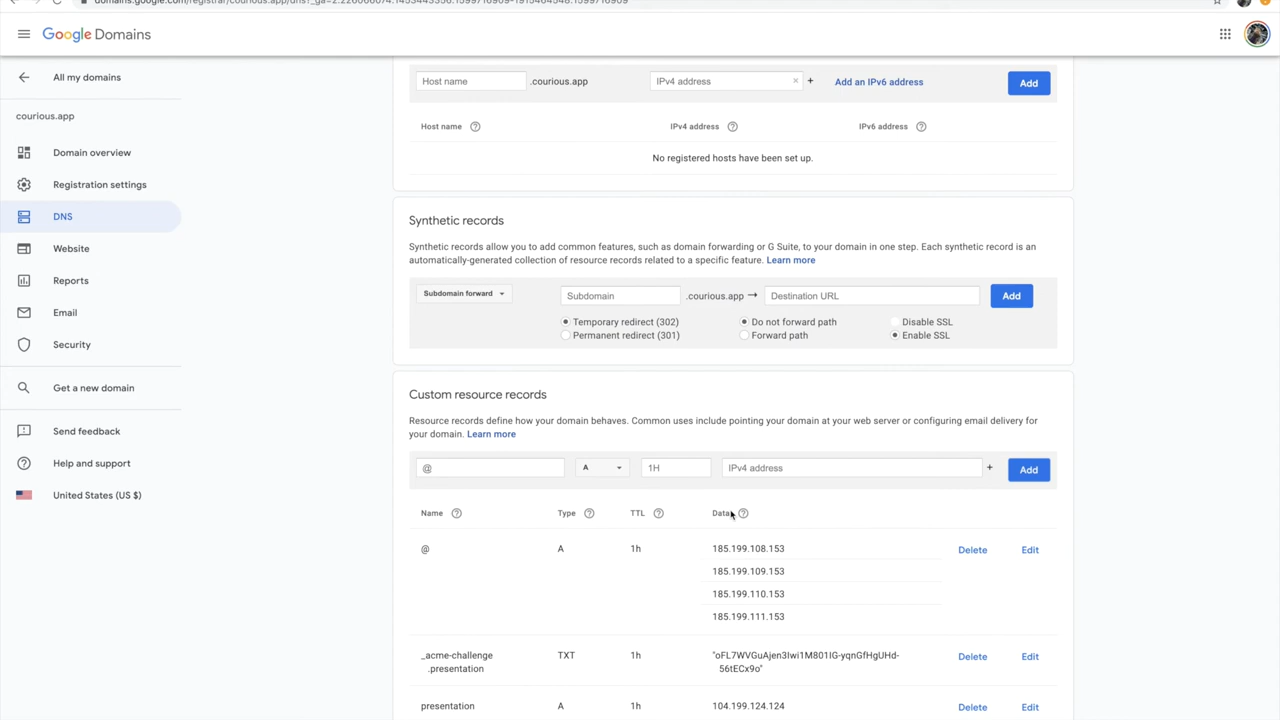 Google Domains
All my domains
courious.app
Domain overview
Registration settings
DNS
Website
Reports
Email
Security
Get a new domain
Send feedback
Help and support
United States (US $)
Host name .courious.app IPv4 address × + Add an IPv6 address Add
Host name ? IPv4 address ? IPv6 address ?
No registered hosts have been set up.
Synthetic records
Synthetic records allow you to add common features, such as domain forwarding or G Suite, to your domain in one step. Each synthetic record is an
automatically-generated collection of resource records related to a specific feature. Learn more
Subdomain forward Subdomain .courious.app → Destination URL Add
Temporary redirect (302) Do not forward path Disable SSL
Permanent redirect (301) Forward path Enable SSL
Custom resource records
Resource records define how your domain behaves. Common uses include pointing your domain at your web server or configuring email delivery for
your domain. Learn more
@ A 1H IPv4 address + Add
Name ? Type ? TTL ? Data ?
@ A 1h 185.199.108.153 Delete Edit
185.199.109.153
185.199.110.153
185.199.111.153
_acme-challenge TXT 1h "oFL7WVGuAjen3Iwi1M801IG-yqnGfHgUHd- Delete Edit
.presentation 56tECx9o"
presentation A 1h 104.199.124.124 Delete Edit